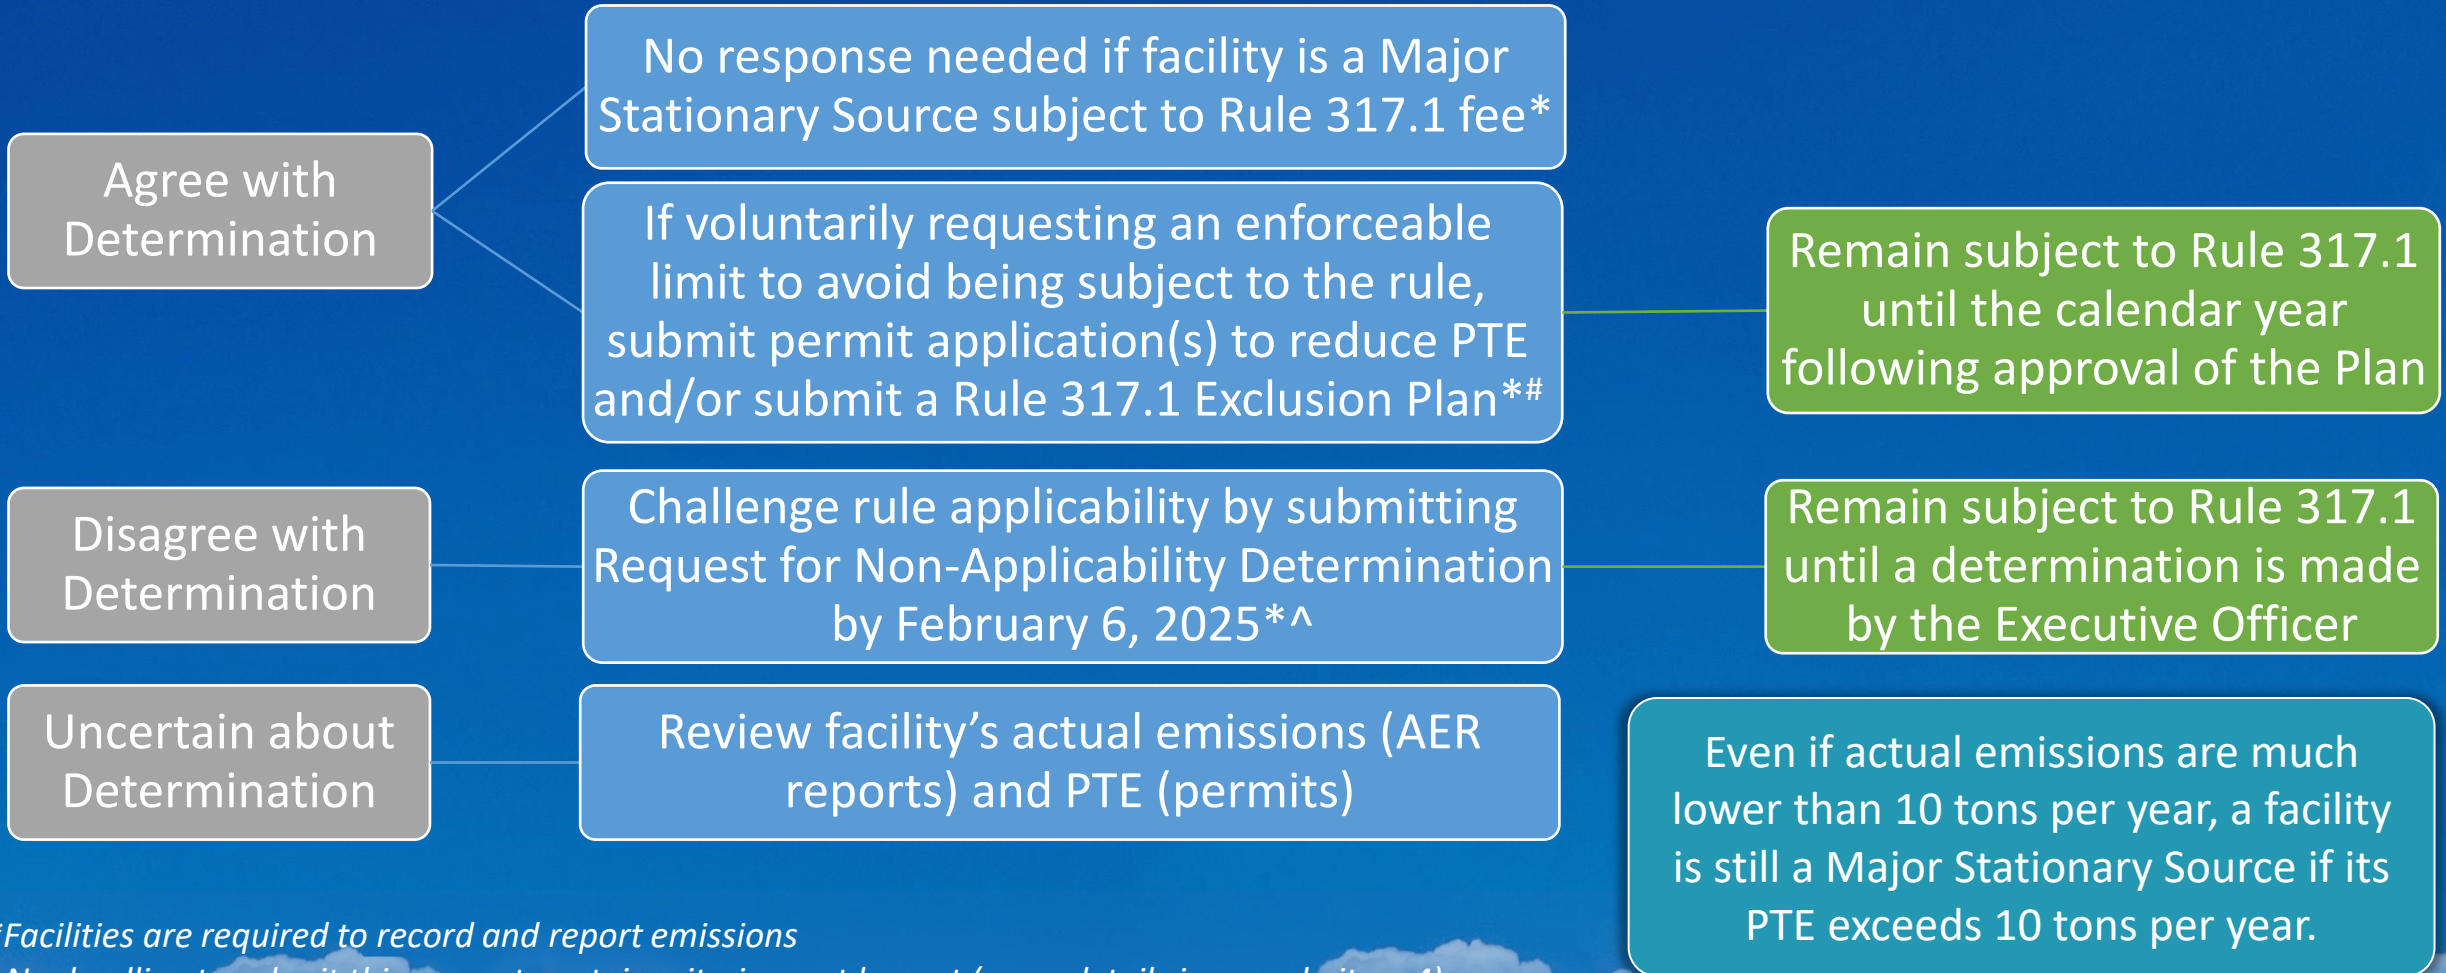 Agree with
Determination
No response needed if facility is a Major
Stationary Source subject to Rule 317.1 fee*
If voluntarily requesting an enforceable
limit to avoid being subject to the rule,
submit permit application(s) to reduce PTE
and/or submit a Rule 317.1 Exclusion Plan*#
Remain subject to Rule 317.1
until the calendar year
following approval of the Plan
Disagree with
Determination
Challenge rule applicability by submitting
Request for Non-Applicability Determination
by February 6, 2025*^
Remain subject to Rule 317.1
until a determination is made
by the Executive Officer
Uncertain about
Determination
Review facility’s actual emissions (AER
reports) and PTE (permits)
Even if actual emissions are much
lower than 10 tons per year, a facility
is still a Major Stationary Source if its
PTE exceeds 10 tons per year.
*Facilities are required to record and report emissions